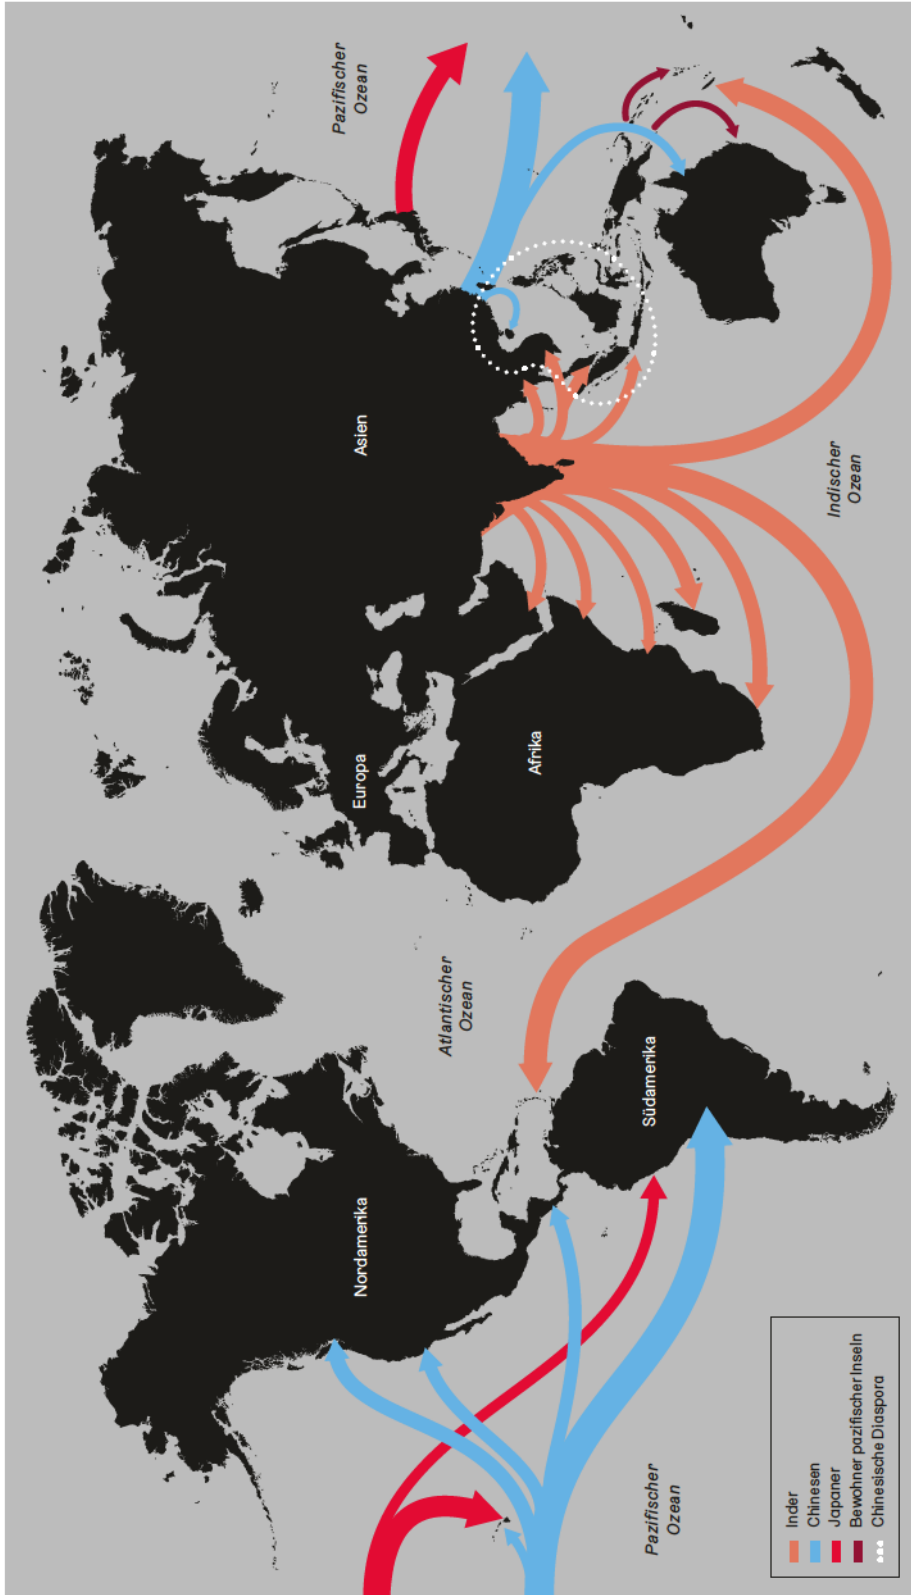 Pazifischer
Ozean
Asien
Europa
Afrika
Indischer
Ozean
Atlantischer
Ozean
Nordamerika
Südamerika
Pazifischer
Ozean
Inder
Chinesen
Japaner
Bewohner pazifischer Inseln
Chinesische Diaspora